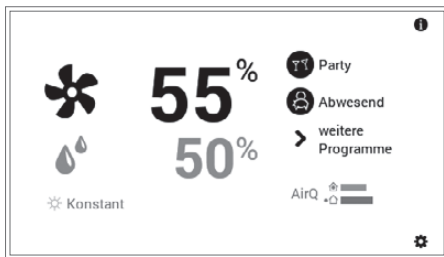 55%
Party
Abwesend
50%
weitere
Programme
AirQ
Konstant